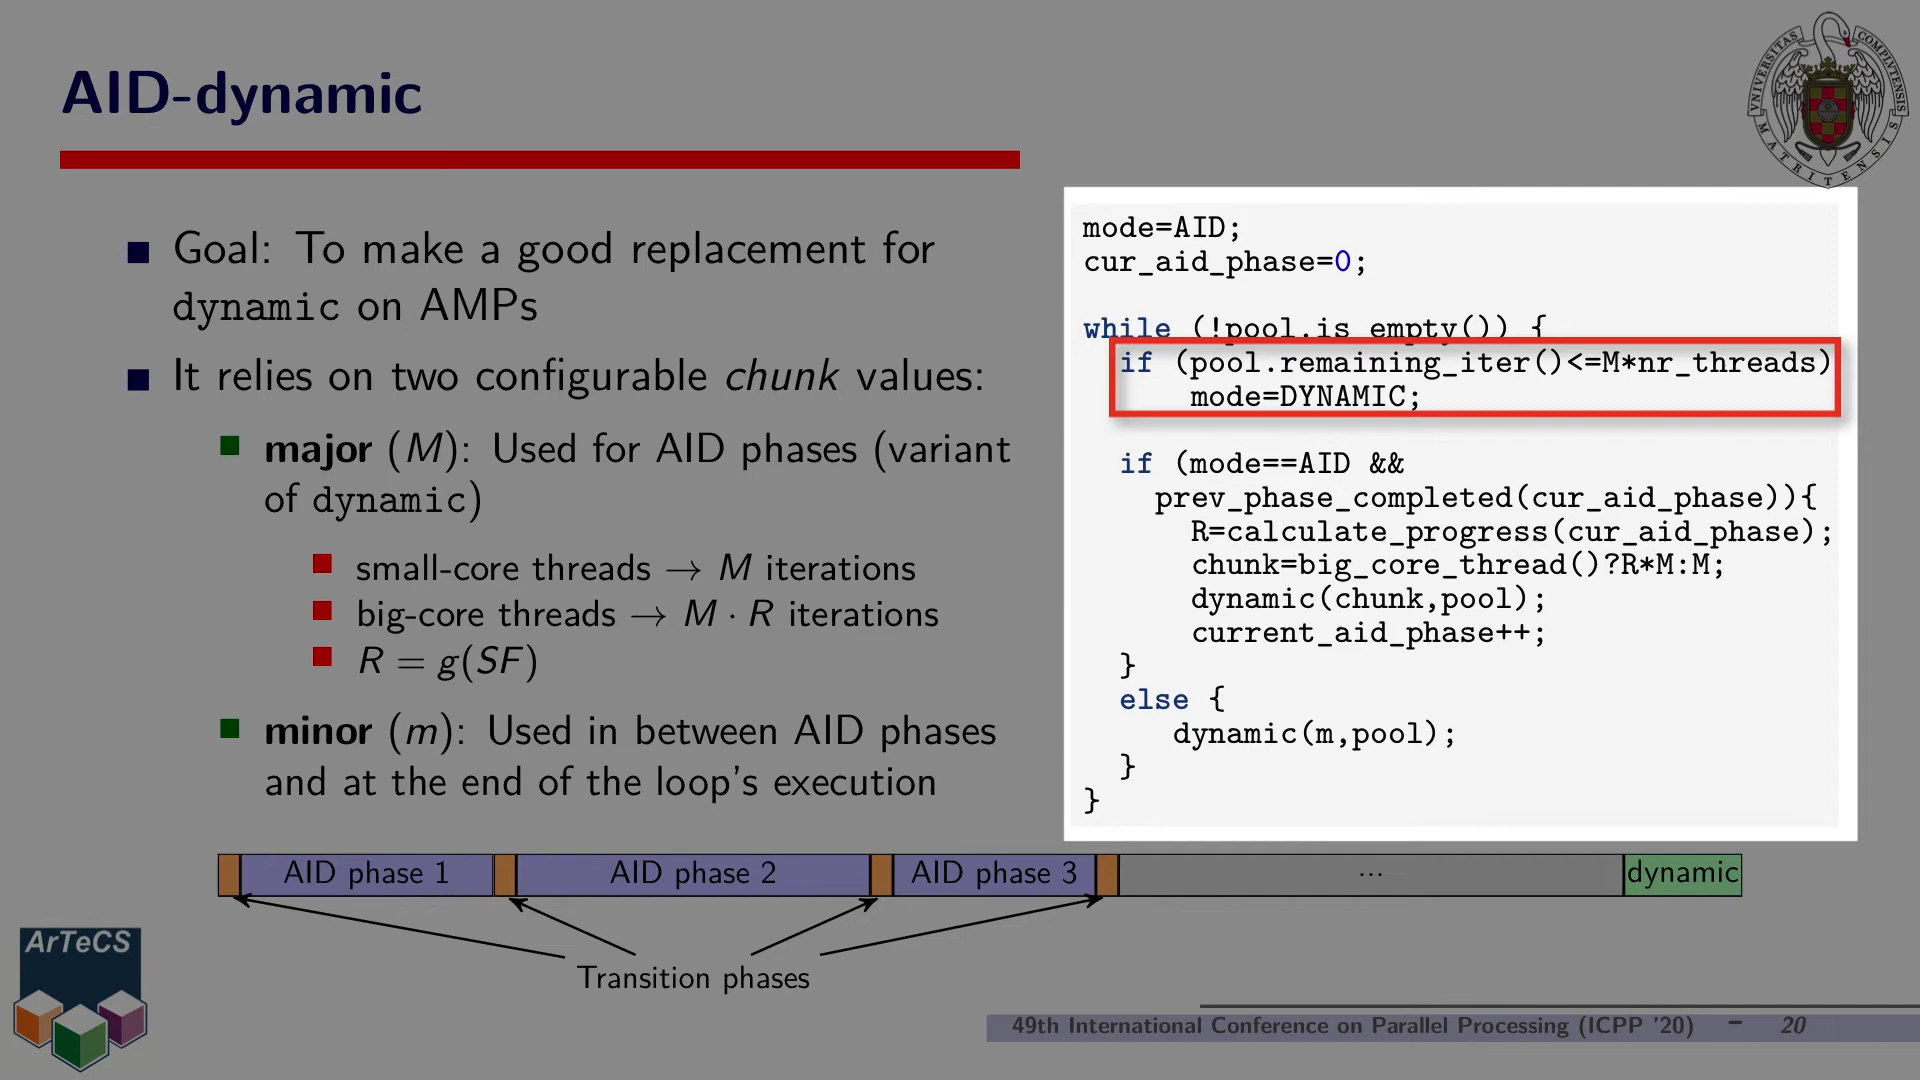 AID-dynamic
VNIVERSITAS COMPLVTENSIS MATRITENSIS
Goal: To make a good replacement for
dynamic on AMPs
It relies on two configurable chunk values:
major (M): Used for AID phases (variant
of dynamic)
small-core threads → M iterations
big-core threads → M · R iterations
R = g(SF)
minor (m): Used in between AID phases
and at the end of the loop's execution
mode=AID;
cur_aid_phase=0;
while (!pool.is_empty()) {
if (pool.remaining_iter()<=M*nr_threads)
mode=DYNAMIC;
if (mode==AID &&
prev_phase_completed(cur_aid_phase)){
R=calculate_progress(cur_aid_phase);
chunk=big_core_thread()?R*M:M;
dynamic(chunk,pool);
current_aid_phase++;
}
else {
dynamic(m,pool);
}
}
AID phase 1 AID phase 2 AID phase 3 ... dynamic
Transition phases
ArTeCS
49th International Conference on Parallel Processing (ICPP '20) – 20